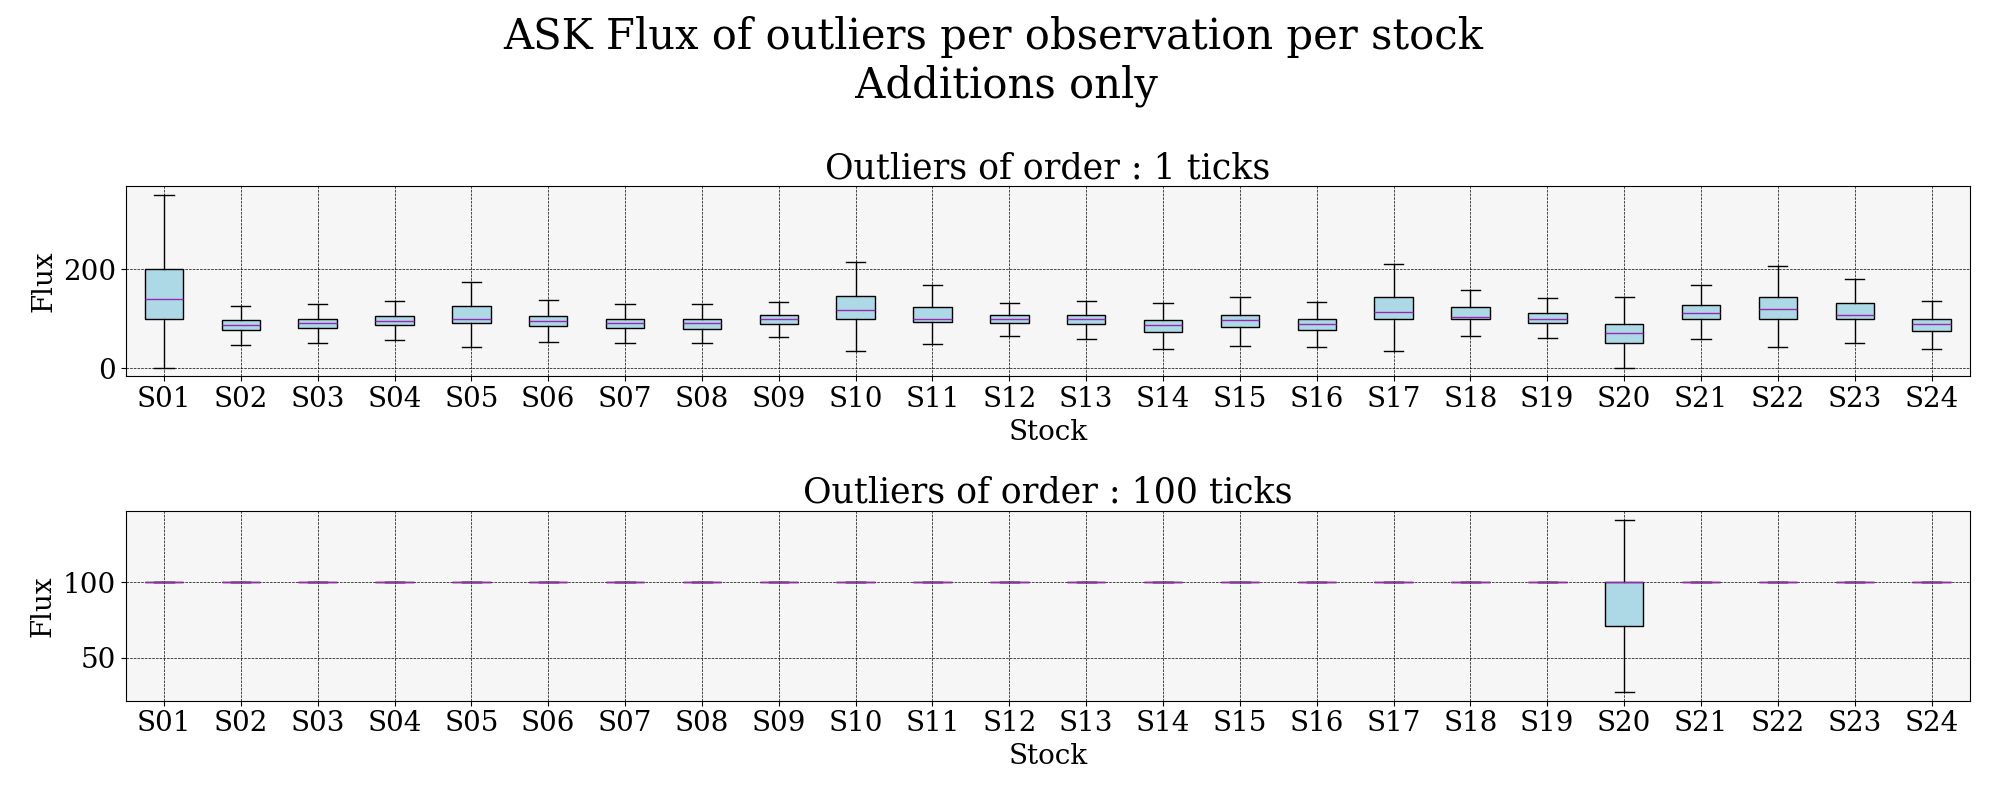 ASK Flux of outliers per observation per stock
Additions only
Outliers of order : 1 ticks
Flux
200
0
S01 S02 S03 S04 S05 S06 S07 S08 S09 S10 S11 S12 S13 S14 S15 S16 S17 S18 S19 S20 S21 S22 S23 S24
Stock
Outliers of order : 100 ticks
Flux
100
50
S01 S02 S03 S04 S05 S06 S07 S08 S09 S10 S11 S12 S13 S14 S15 S16 S17 S18 S19 S20 S21 S22 S23 S24
Stock